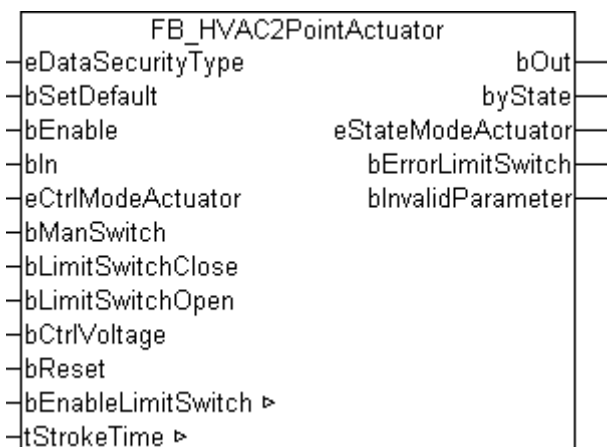 FB_HVAC2PointActuator
eDataSecurityType bOut
bSetDefault byState
bEnable eStateModeActuator
bIn bErrorLimitSwitch
eCtrlModeActuator bInvalidParameter
bManSwitch
bLimitSwitchClose
bLimitSwitchOpen
bCtrlVoltage
bReset
bEnableLimitSwitch ▹
tStrokeTime ▹